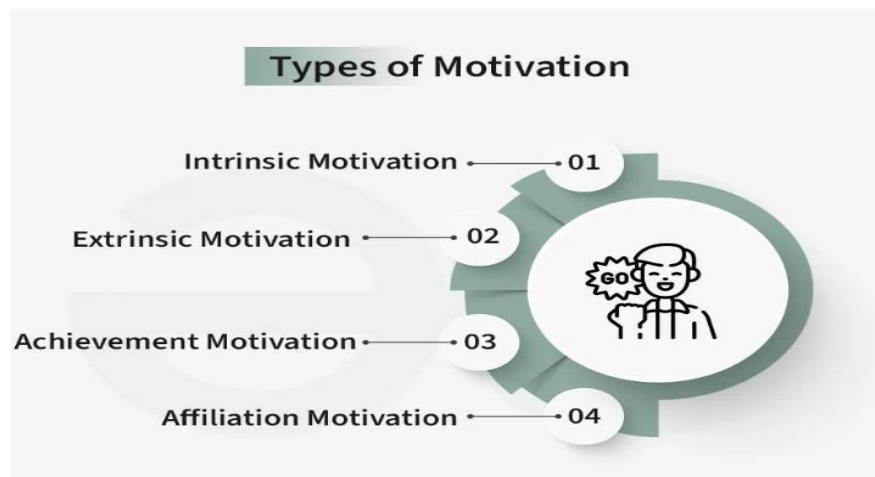 Types of Motivation
Intrinsic Motivation 01
Extrinsic Motivation 02
GO
Achievement Motivation 03
Affiliation Motivation 04